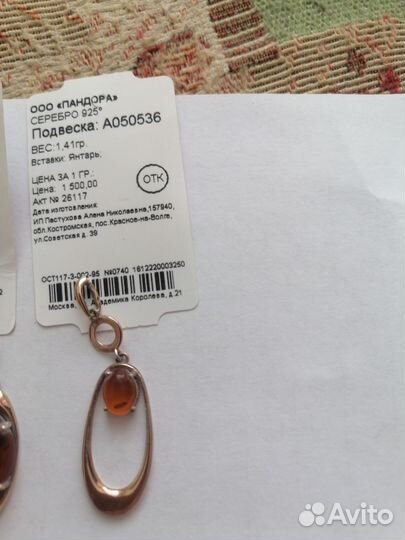 ООО «ПАНДОРА»
СЕРЕБРО 925°
Подвеска: А050536
ВЕС:1,41гр.
Вставки: Янтарь;
ЦЕНА ЗА 1 ГР.:
Цена: 1 500,00
Акт № 26117
ОТК
Дата изготовления:
ИП Пастухова Алена Николаевна,157940,
обл.Костромская, пос.Красное-на-Волге,
ул.Советская д. 39
ОСТ117-3-002-95 №0740 1612220003250
Москва, Академика Королева, д.21
Avito